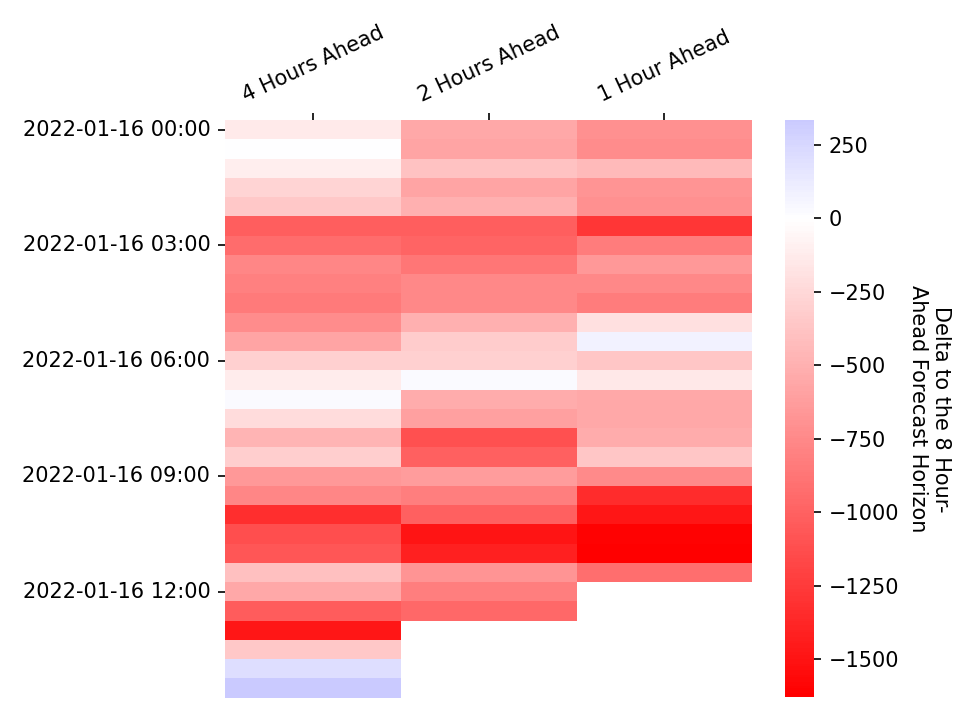 4 Hours Ahead
2 Hours Ahead
1 Hour Ahead
2022-01-16 00:00
2022-01-16 03:00
2022-01-16 06:00
2022-01-16 09:00
2022-01-16 12:00
250
0
−250
−500
−750
−1000
−1250
−1500
Delta to the 8 Hour-
Ahead Forecast Horizon